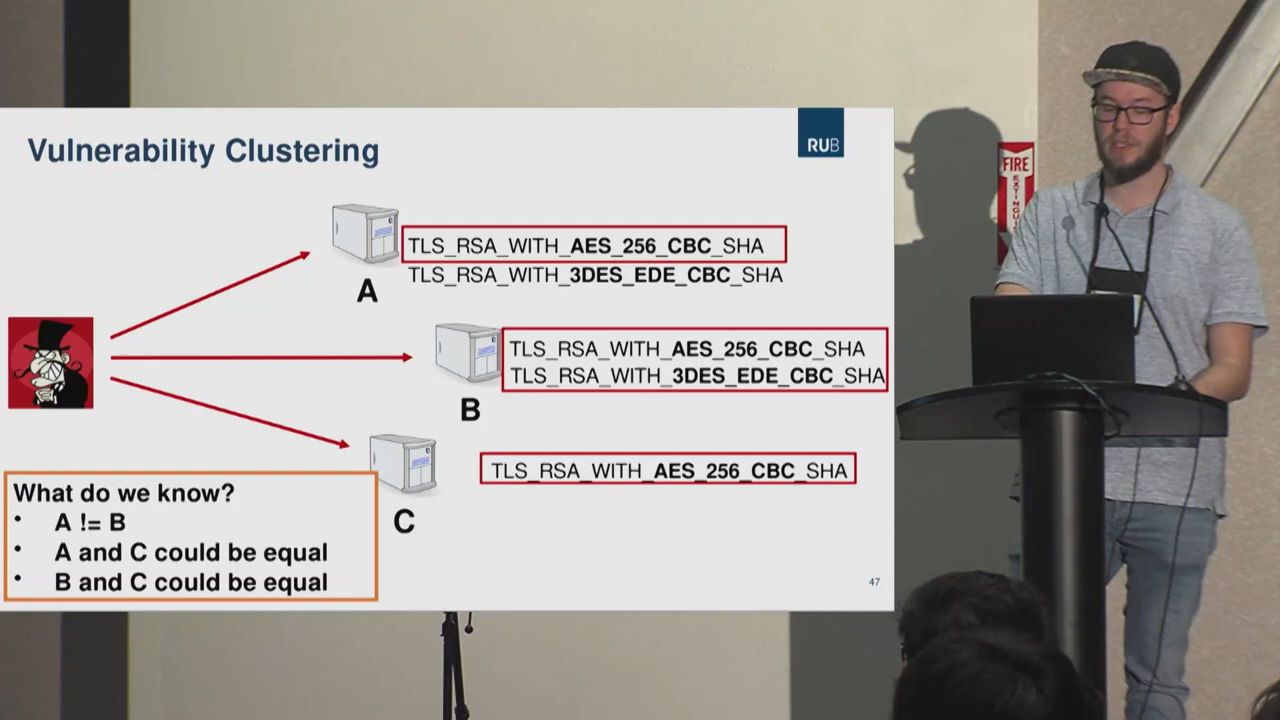 Vulnerability Clustering
RUB
TLS_RSA_WITH_AES_256_CBC_SHA
TLS_RSA_WITH_3DES_EDE_CBC_SHA
A
TLS_RSA_WITH_AES_256_CBC_SHA
TLS_RSA_WITH_3DES_EDE_CBC_SHA
B
TLS_RSA_WITH_AES_256_CBC_SHA
C
What do we know?
• A != B
• A and C could be equal
• B and C could be equal
47
FIRE